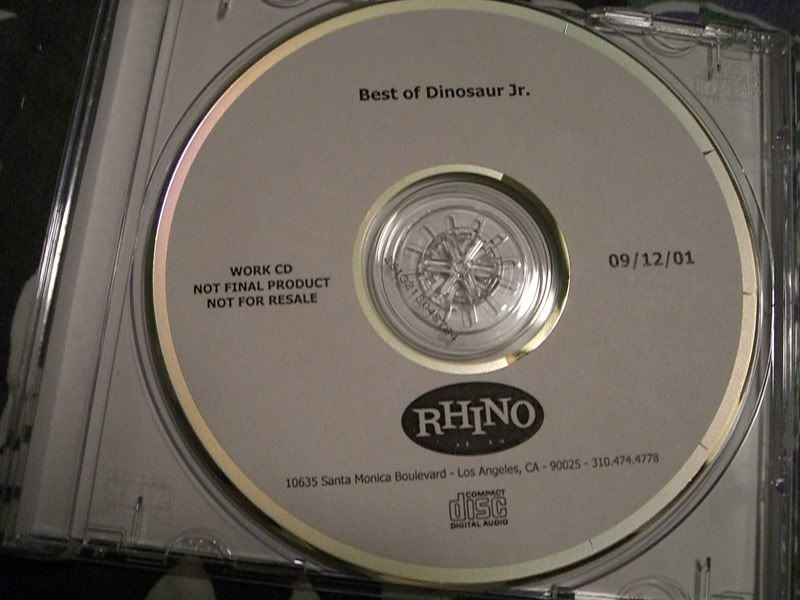 Best of Dinosaur Jr.
WORK CD
NOT FINAL PRODUCT
NOT FOR RESALE
09/12/01
RHINO
10635 Santa Monica Boulevard - Los Angeles, CA - 90025 - 310.474.4778
COMPACT
disc
DIGITAL AUDIO